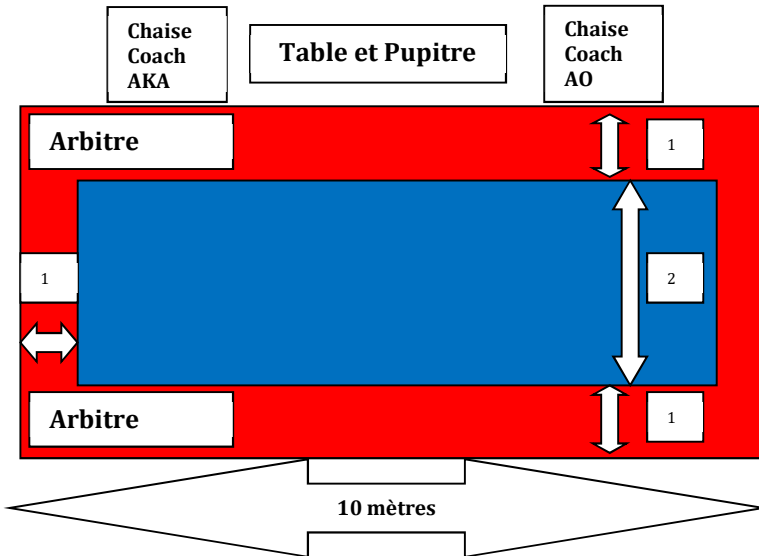 Chaise
Coach
AKA
Table et Pupitre
Chaise
Coach
AO
Arbitre
1
1
2
Arbitre
1
10 mètres